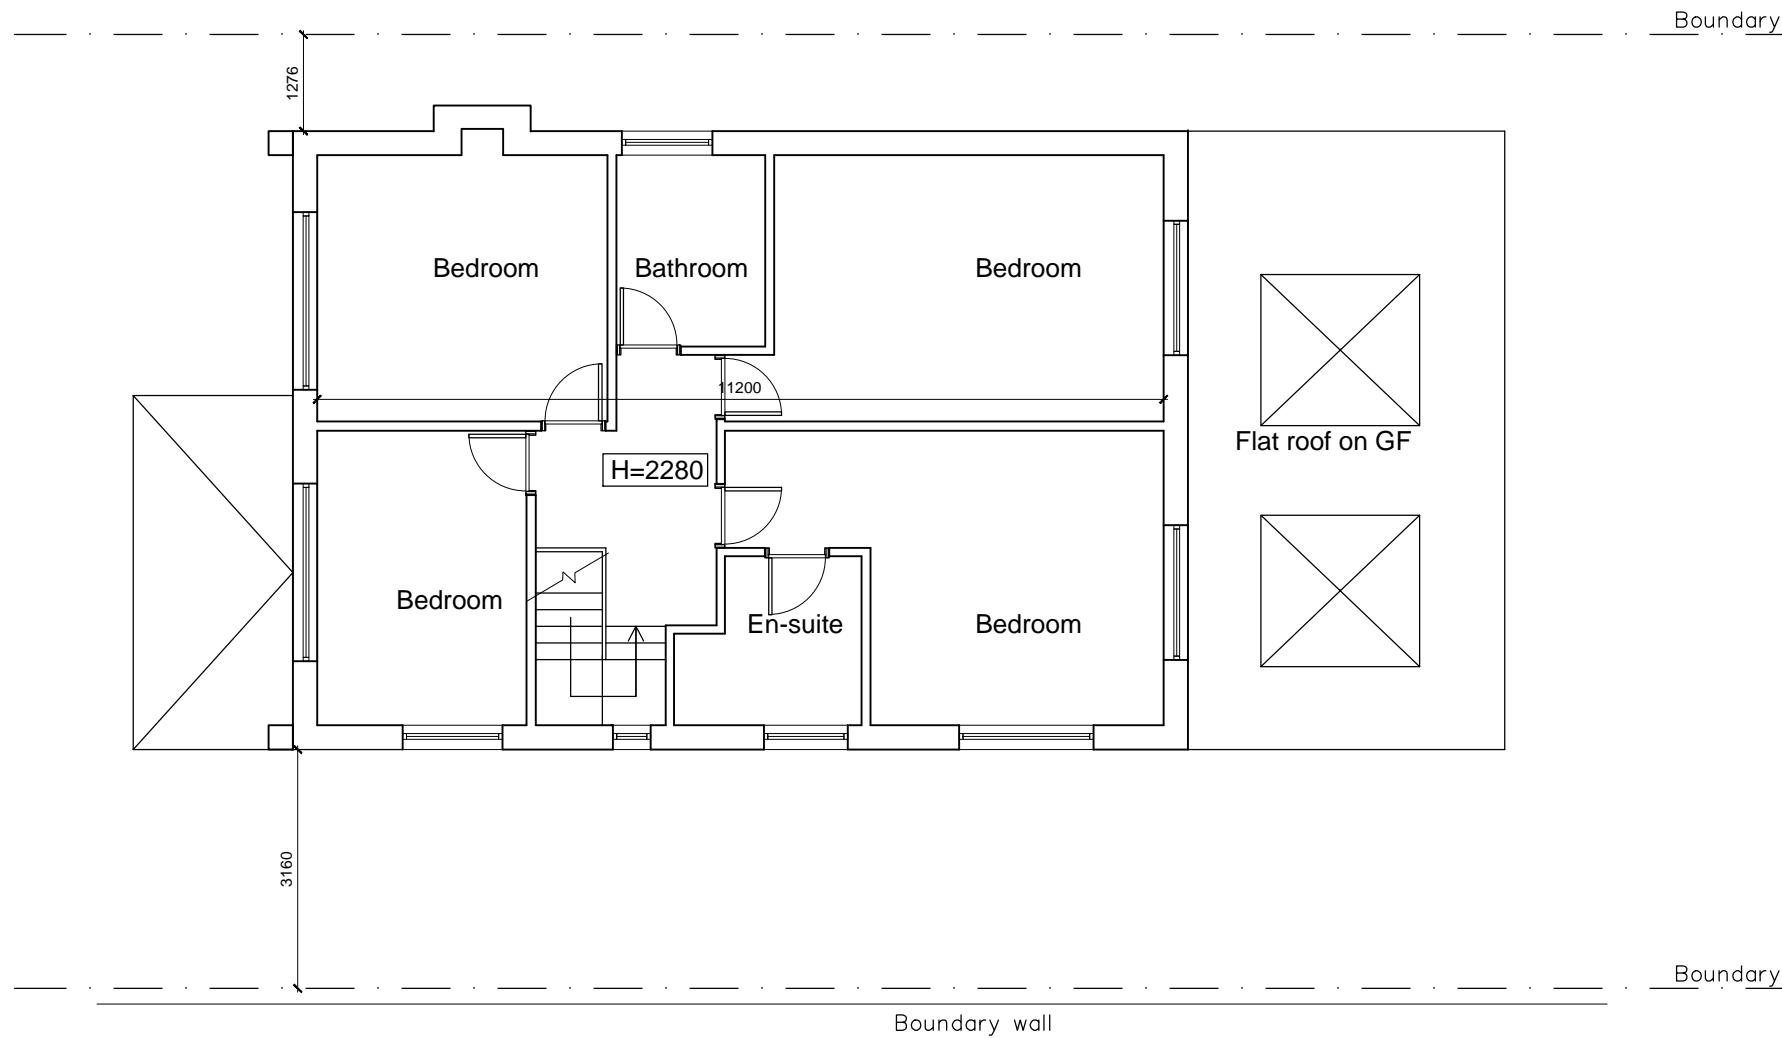 Boundary
1276
Bedroom
Bathroom
Bedroom
11200
Flat roof on GF
H=2280
Bedroom
En-suite
Bedroom
3160
Boundary
Boundary wall